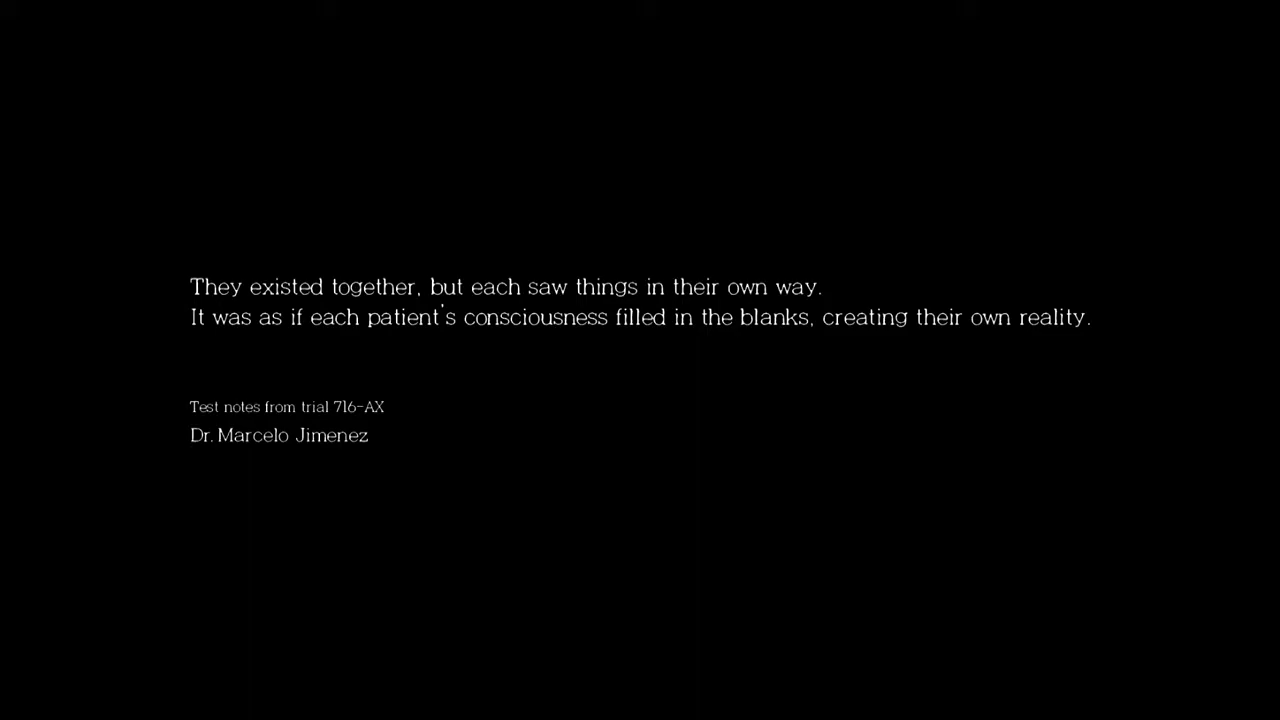 They existed together, but each saw things in their own way.
It was as if each patient's consciousness filled in the blanks, creating their own reality.
Test notes from trial 716-AX
Dr. Marcelo Jimenez